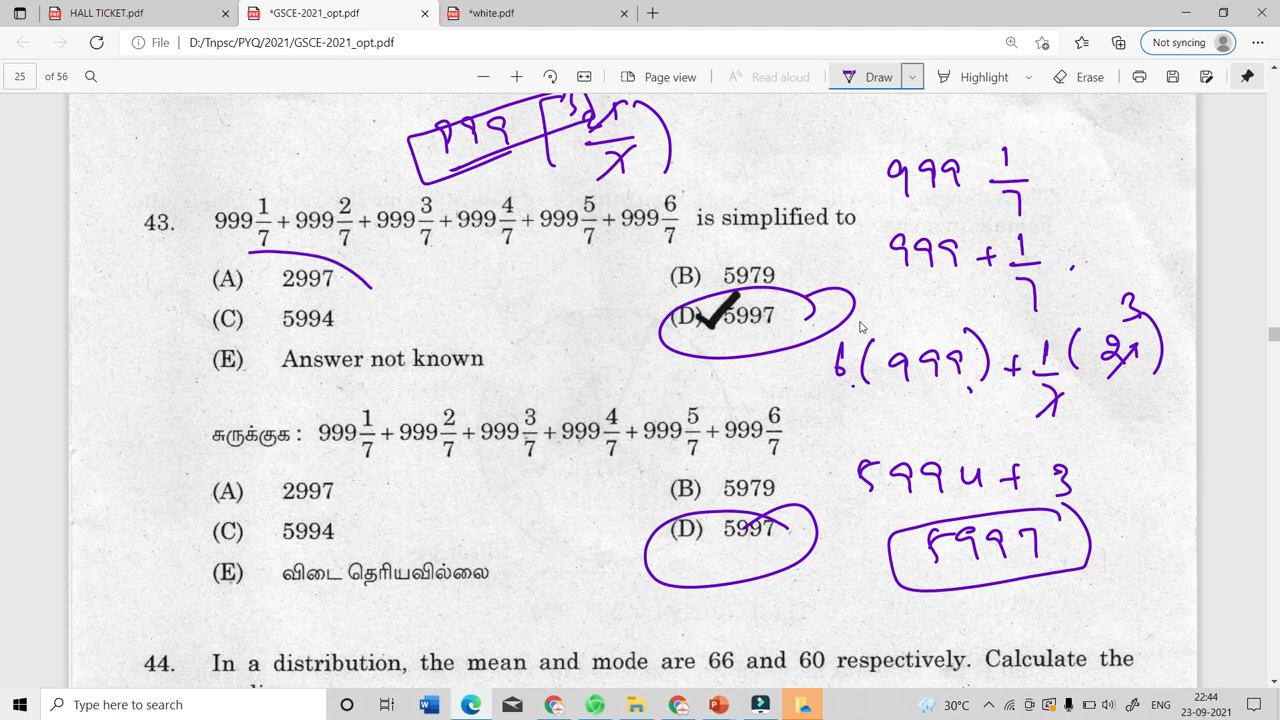 HALL TICKET.pdf
*GSCE-2021_opt.pdf
*white.pdf
File D:/Tnpsc/PYQ/2021/GSCE-2021_opt.pdf
Not syncing
25 of 56
Page view
Read aloud
Draw
Highlight
Erase
999
999 1/7
43. 999 1/7 + 999 2/7 + 999 3/7 + 999 4/7 + 999 5/7 + 999 6/7 is simplified to
999 + 1/7
(A) 2997
(B) 5979
(C) 5994
(D) 5997
6(999) + 1/7 (21) 3
(E) Answer not known
சுருக்குக : 999 1/7 + 999 2/7 + 999 3/7 + 999 4/7 + 999 5/7 + 999 6/7
5994 + 3
(A) 2997
(B) 5979
(C) 5994
(D) 5997
5997
(E) விடை தெரியவில்லை
44. In a distribution, the mean and mode are 66 and 60 respectively. Calculate the
Type here to search
30°C
ENG
22:44
23-09-2021